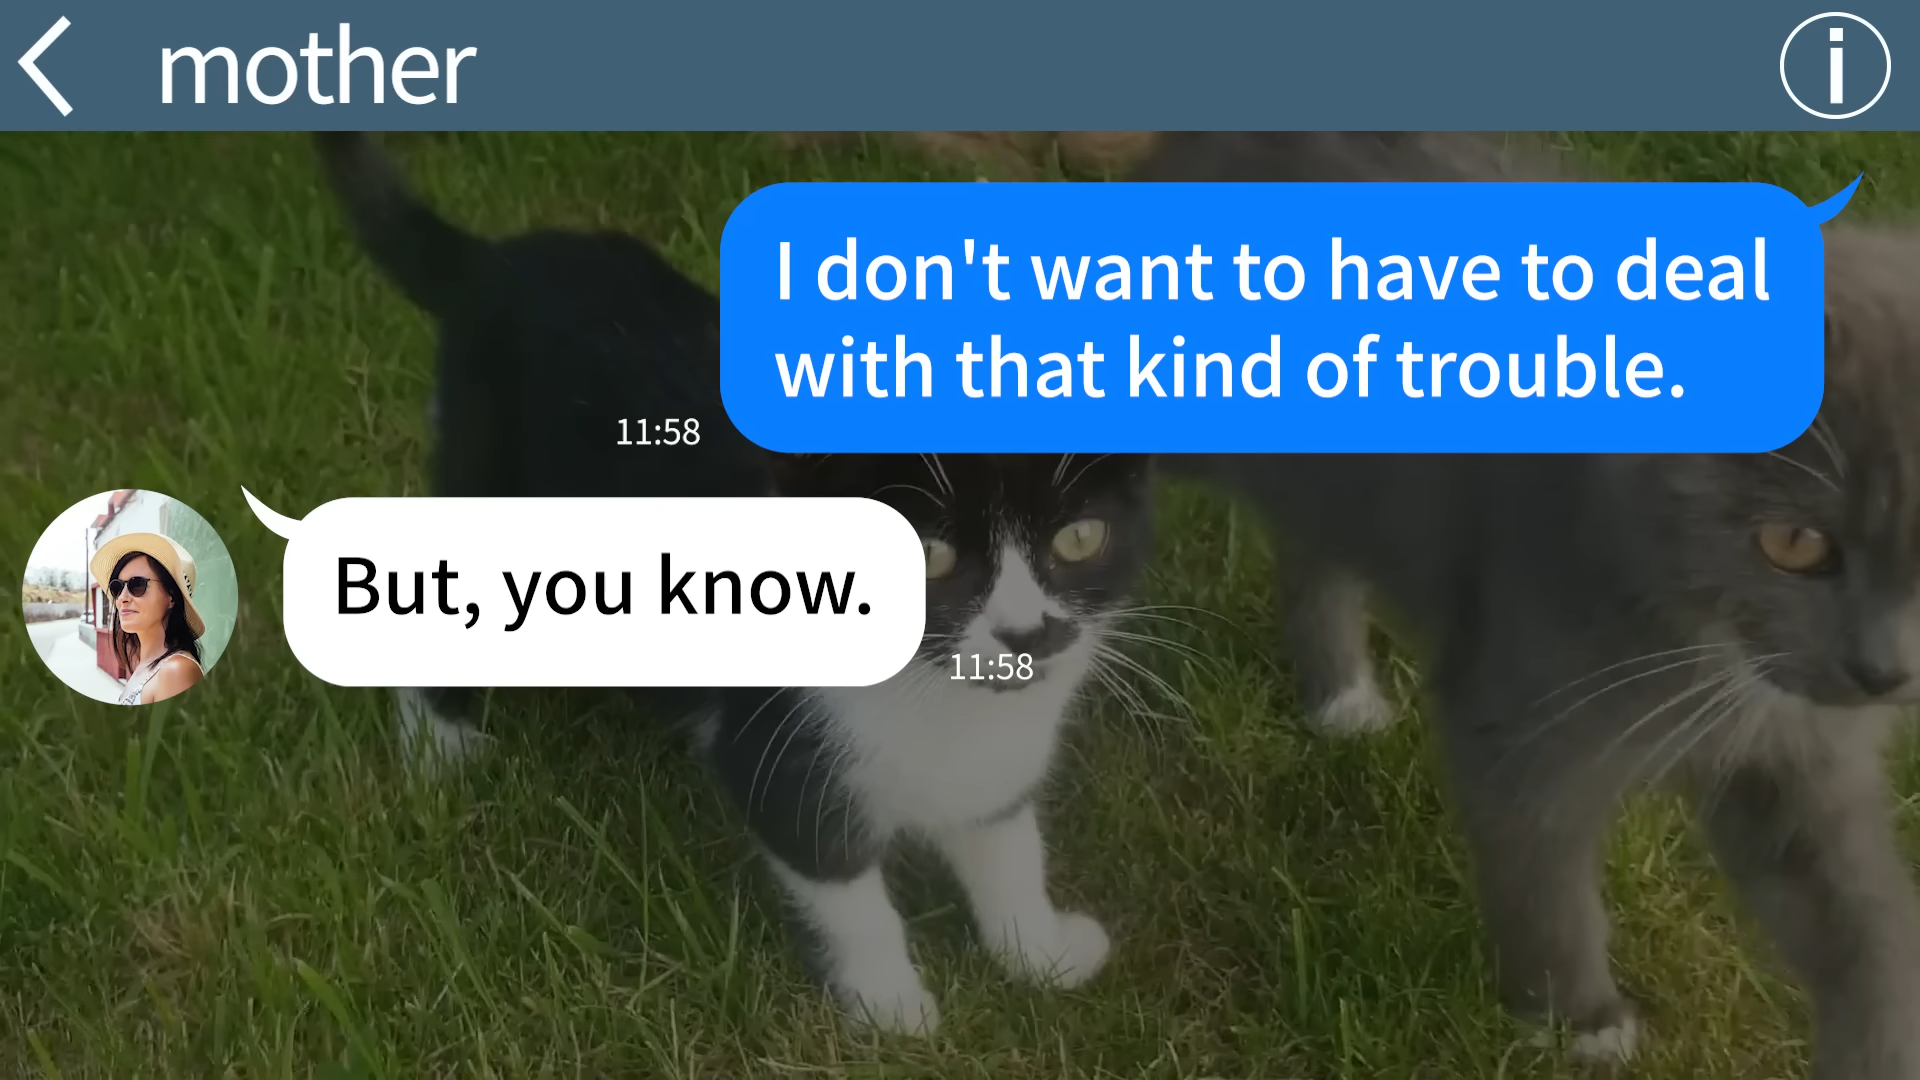 mother
I don't want to have to deal
with that kind of trouble.
11:58
But, you know.
11:58